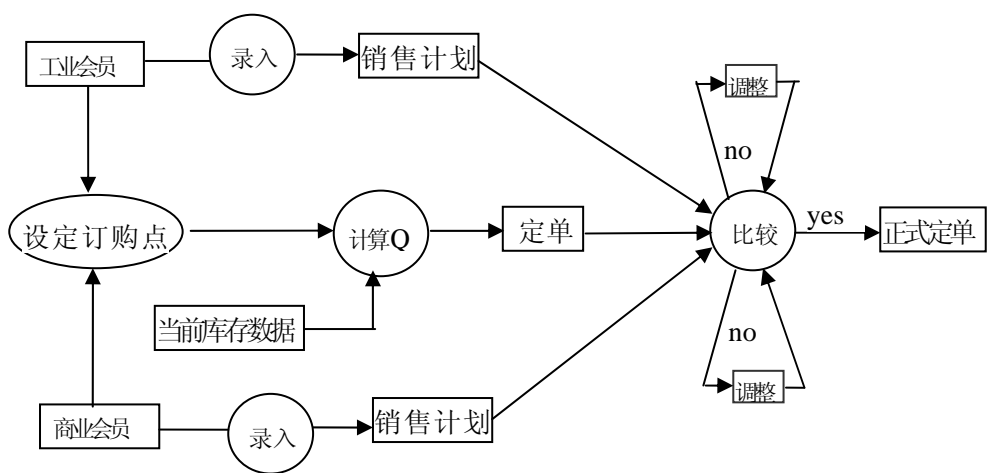 工业会员
录入
销售计划
调整
no
设定订购点
计算Q
定单
比较
yes
正式定单
当前库存数据
no
调整
商业会员
录入
销售计划